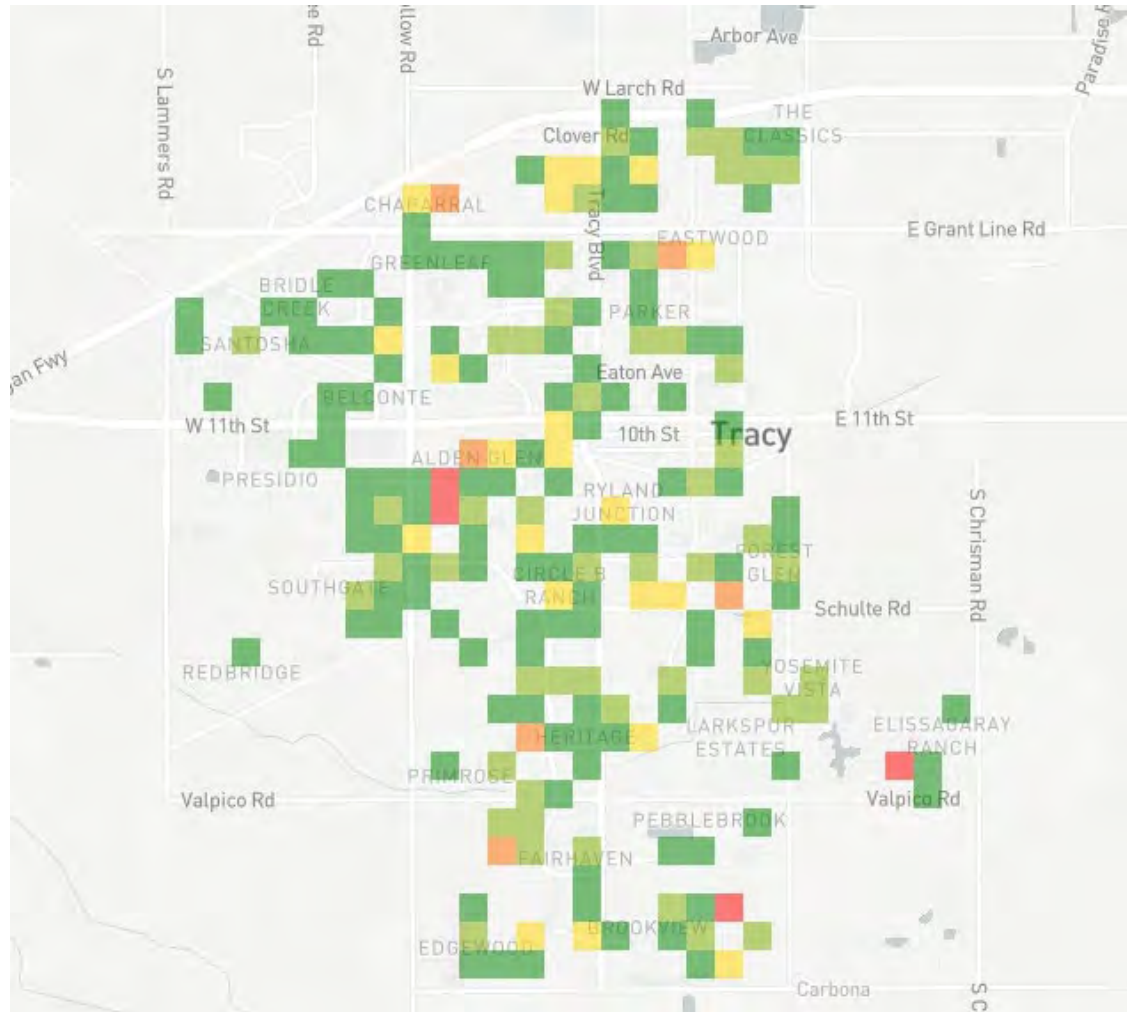 Arbor Ave
Paradise R
S Lammers Rd
W Larch Rd
THE
CLASSICS
Clover Rd
CHAPARRAL
Tracy Blvd
E Grant Line Rd
EASTWOOD
GREENLEAF
BRIDLE
CREEK
PARKER
SANTOSHA
Eaton Ave
BELCONTE
W 11th St
E 11th St
10th St
Tracy
ALDEN GLEN
PRESIDIO
RYLAND
JUNCTION
S Chrisman Rd
FOREST
GLEN
CIRCLE B
RANCH
SOUTHGATE
Schulte Rd
REDBRIDGE
YOSEMITE
VISTA
LARKSPUR
ESTATES
ELISSAGARAY
RANCH
HERITAGE
PRIMROSE
Valpico Rd
Valpico Rd
PEBBLEBROOK
FAIRHAVEN
BROOKVIEW
EDGEWOOD
Carbona
S C